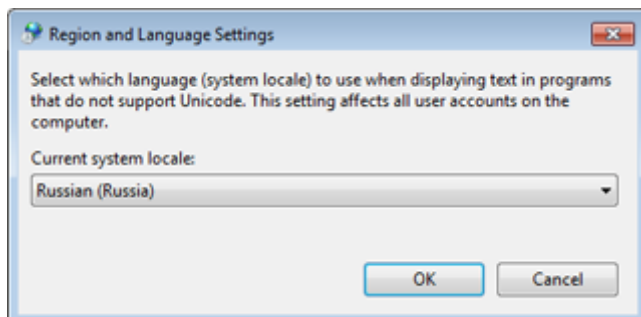 Region and Language Settings
Select which language (system locale) to use when displaying text in programs
that do not support Unicode. This setting affects all user accounts on the
computer.
Current system locale:
Russian (Russia)
OK Cancel